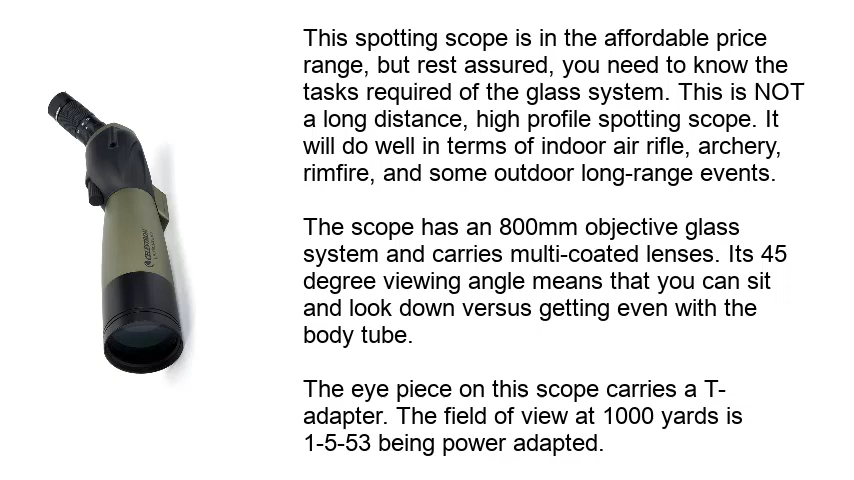 This spotting scope is in the affordable price
range, but rest assured, you need to know the
tasks required of the glass system. This is NOT
a long distance, high profile spotting scope. It
will do well in terms of indoor air rifle, archery,
rimfire, and some outdoor long-range events.
The scope has an 800mm objective glass
system and carries multi-coated lenses. Its 45
degree viewing angle means that you can sit
and look down versus getting even with the
body tube.
The eye piece on this scope carries a T-
adapter. The field of view at 1000 yards is
1-5-53 being power adapted.
CELESTRON